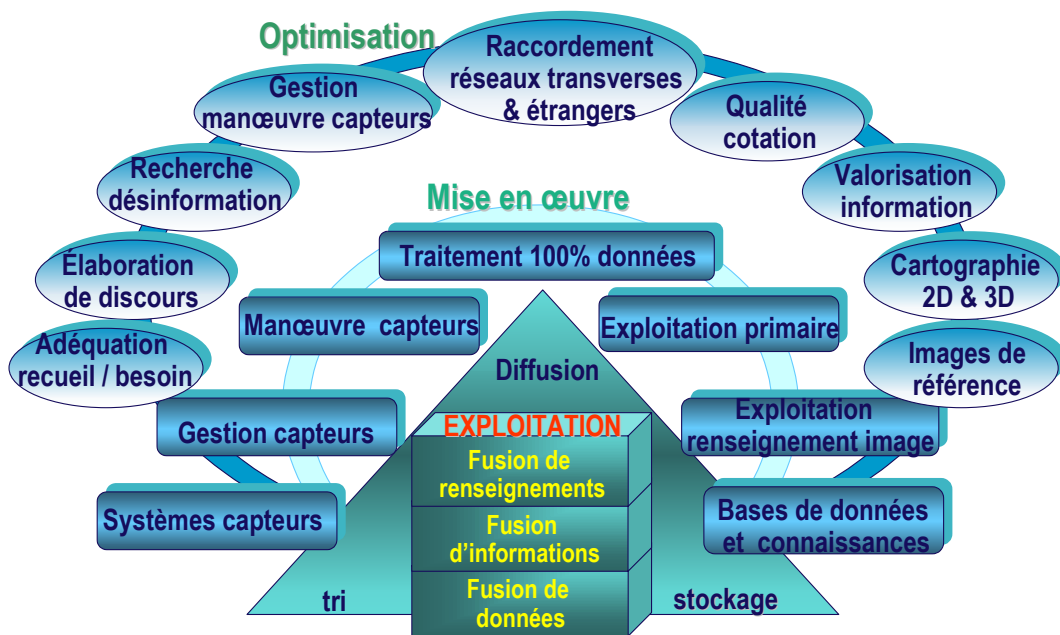 Optimisation
Raccordement
réseaux transverses
& étrangers
Gestion
manœuvre capteurs
Qualité
cotation
Recherche
désinformation
Valorisation
information
Élaboration
de discours
Cartographie
2D & 3D
Adéquation
recueil / besoin
Images de
référence
Mise en œuvre
Traitement 100% données
Manœuvre capteurs
Exploitation primaire
Gestion capteurs
Exploitation
renseignement image
Systèmes capteurs
Bases de données
et connaissances
Diffusion
EXPLOITATION
Fusion de
renseignements
Fusion
d'informations
Fusion de
données
tri
stockage